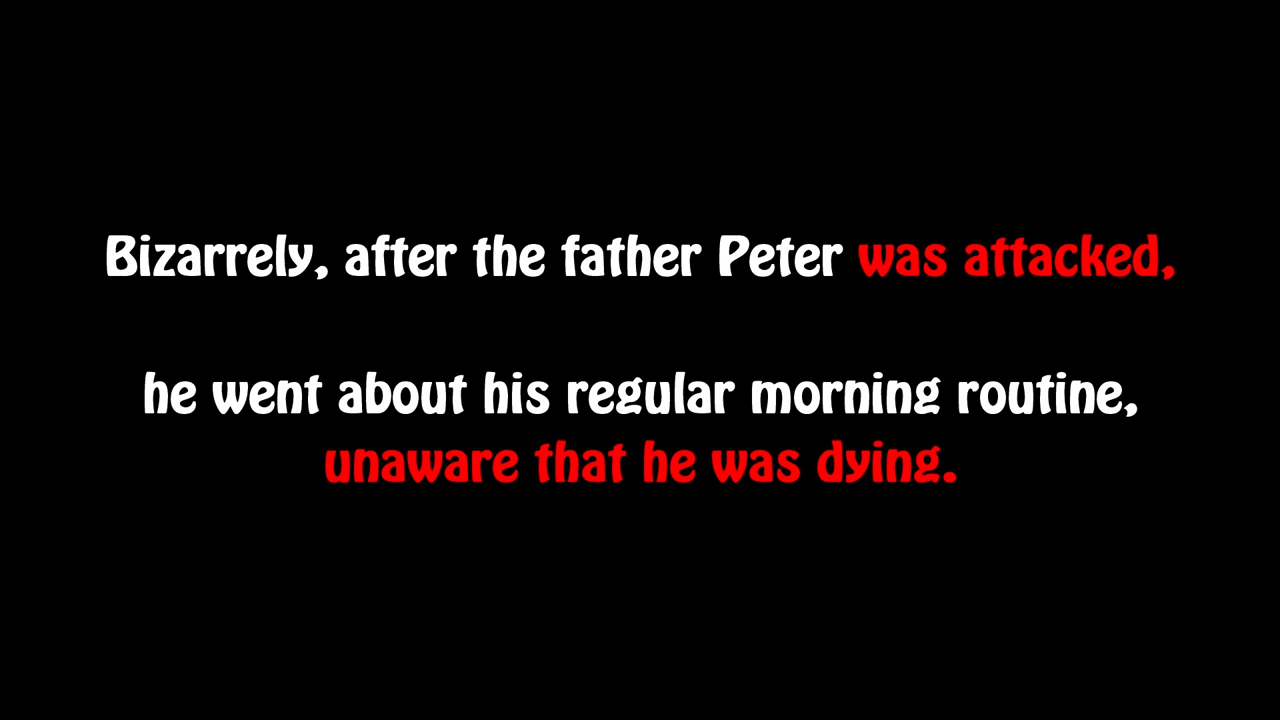 Bizarrely, after the father Peter was attacked,
he went about his regular morning routine,
unaware that he was dying.